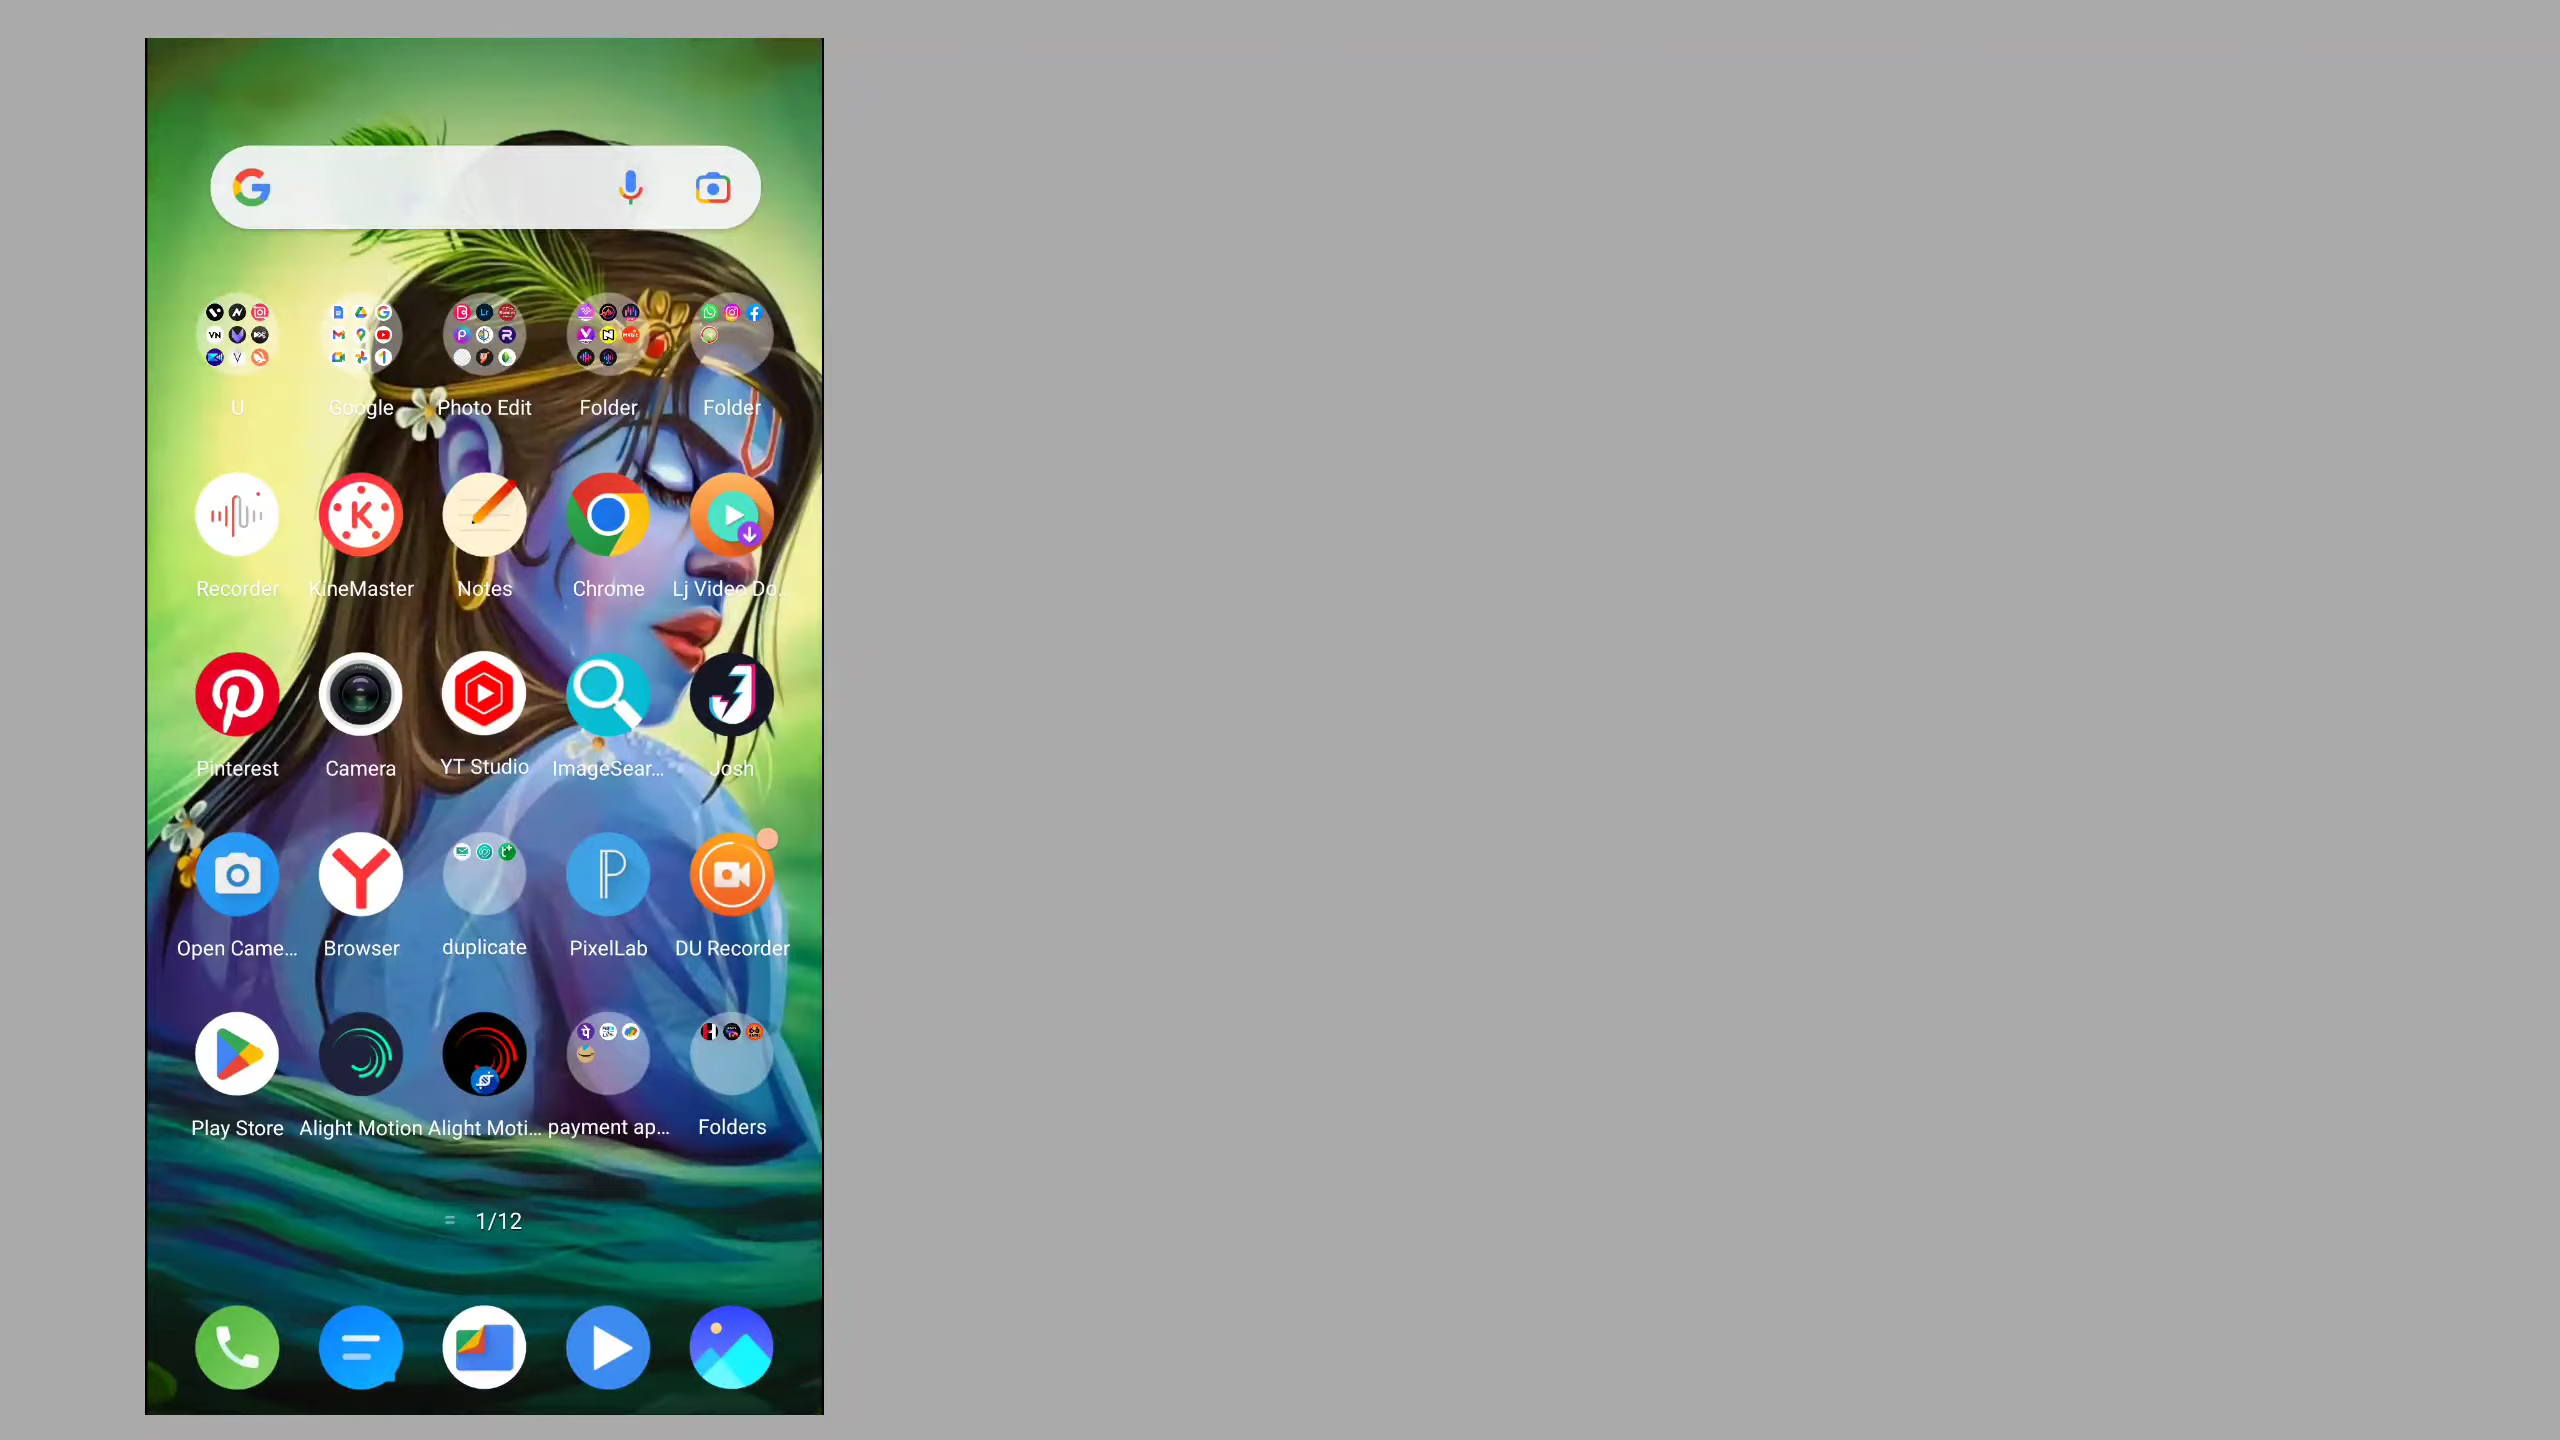 U Google Photo Edit Folder Folder
Recorder KineMaster Notes Chrome Lj Video Do...
Pinterest Camera YT Studio ImageSear... Josh
Open Came... Browser duplicate PixelLab DU Recorder
Play Store Alight Motion Alight Moti... payment ap... Folders
1/12